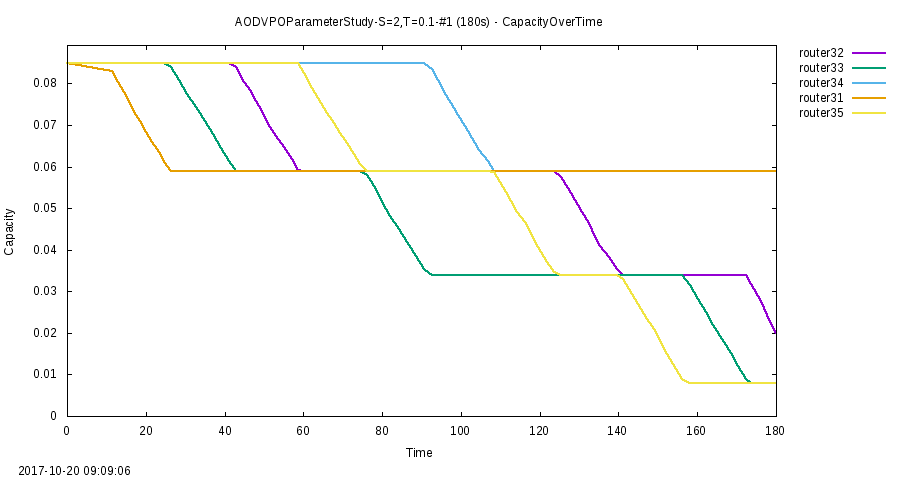 AODVPOParameterStudy-S=2,T=0.1-#1 (180s) - CapacityOverTime
router32
router33
router34
router31
router35
0.08
0.07
0.06
0.05
0.04
0.03
0.02
0.01
0
Capacity
0 20 40 60 80 100 120 140 160 180
Time
2017-10-20 09:09:06